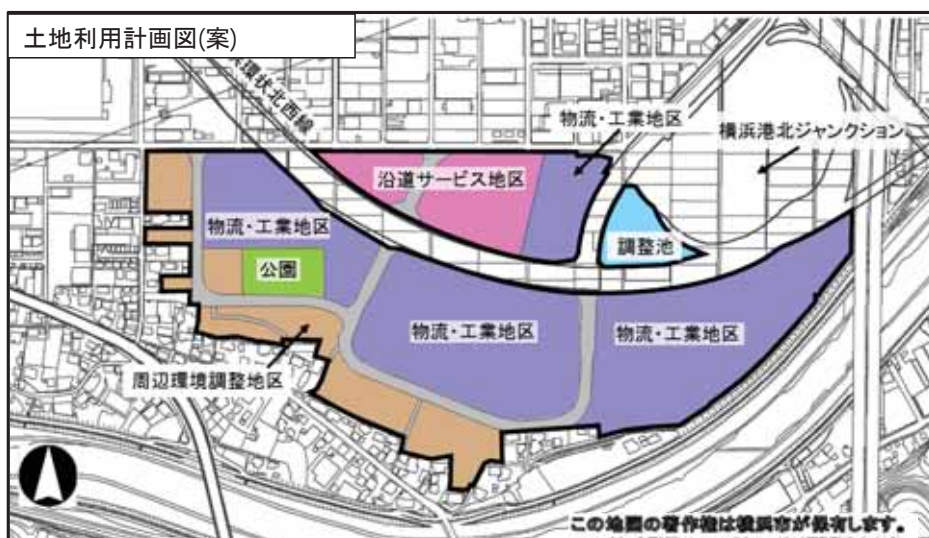 土地利用計画図(案)
環状北西線
物流・工業地区
横浜港北ジャンクション
沿道サービス地区
物流・工業地区
調整池
公園
物流・工業地区
物流・工業地区
周辺環境調整地区
この地図の著作権は横浜市が保有します。